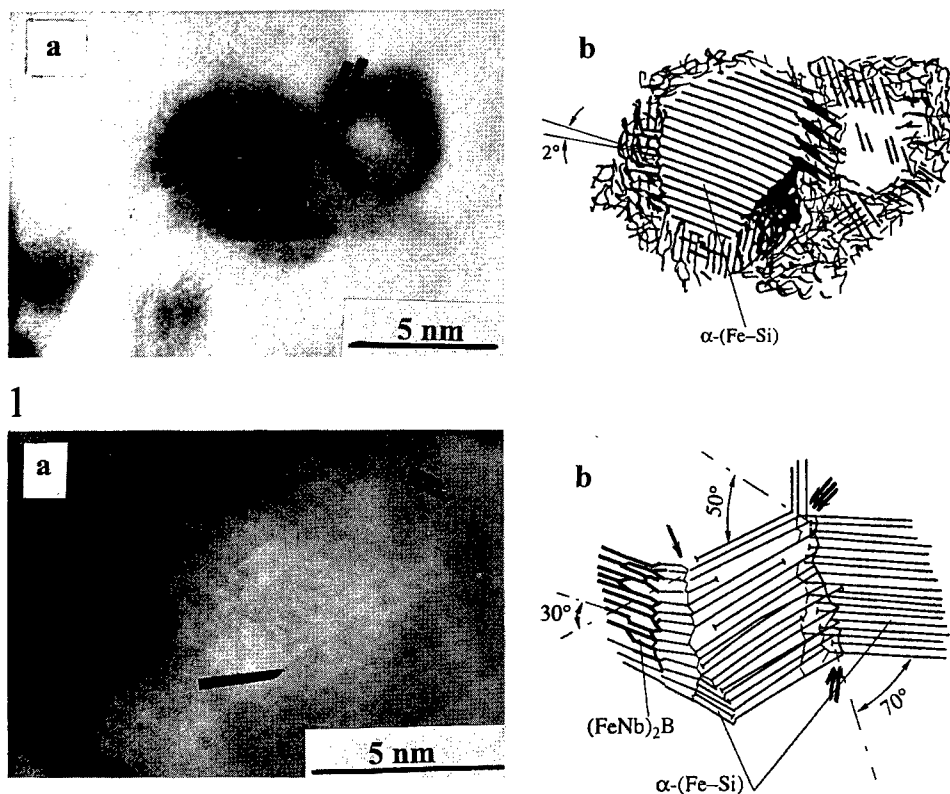 a
b
2°
α-(Fe–Si)
5 nm
1
a
b
50°
30°
(FeNb)₂B
70°
α-(Fe–Si)
5 nm